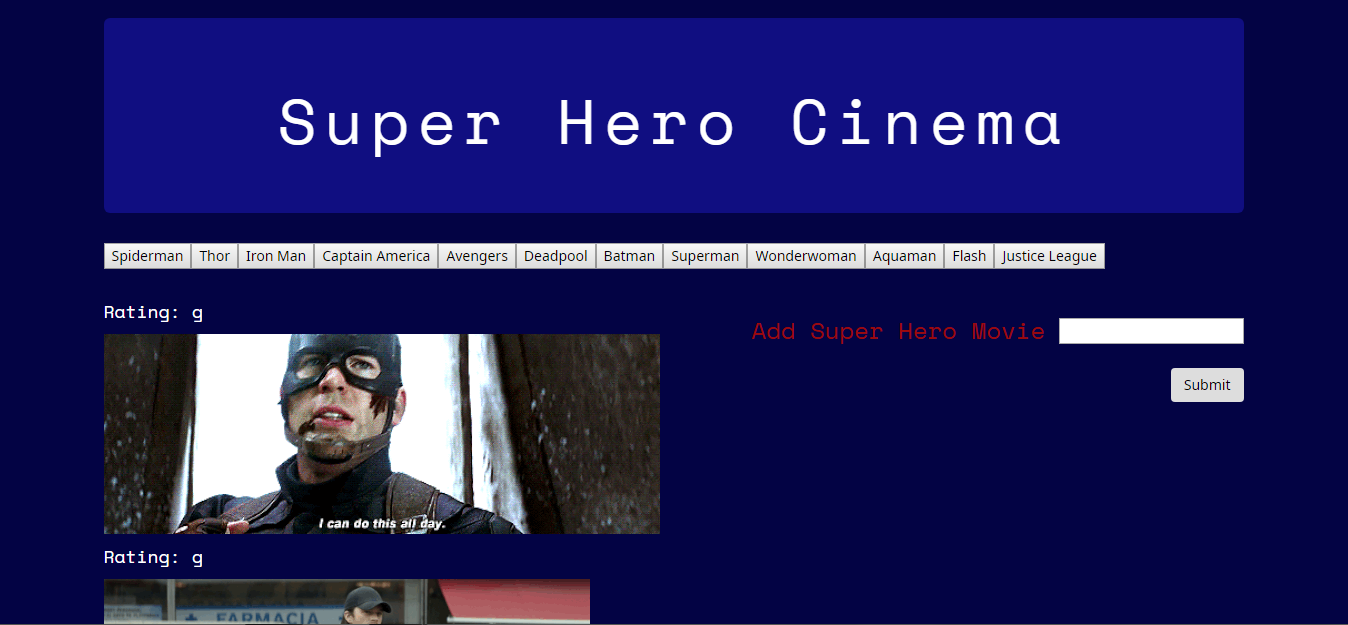 Super Hero Cinema
Spiderman Thor Iron Man Captain America Avengers Deadpool Batman Superman Wonderwoman Aquaman Flash Justice League
Rating: g
Add Super Hero Movie
Submit
I can do this all day.
Rating: g
FARMACIA